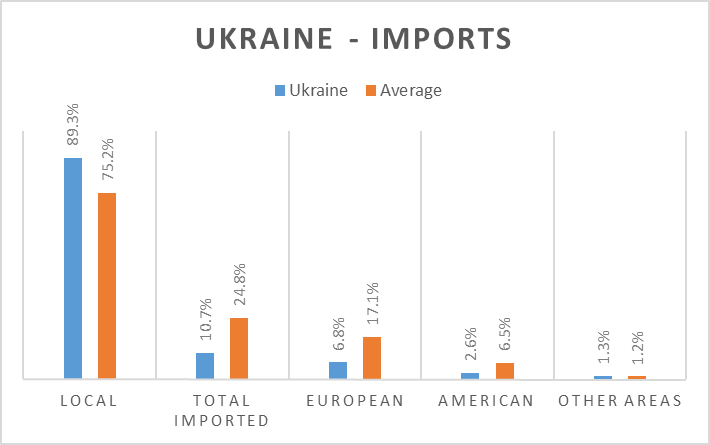 UKRAINE - IMPORTS
Ukraine Average
89.3%
75.2%
10.7%
24.8%
6.8%
17.1%
2.6%
6.5%
1.3%
1.2%
LOCAL
TOTAL
IMPORTED
EUROPEAN
AMERICAN
OTHER AREAS